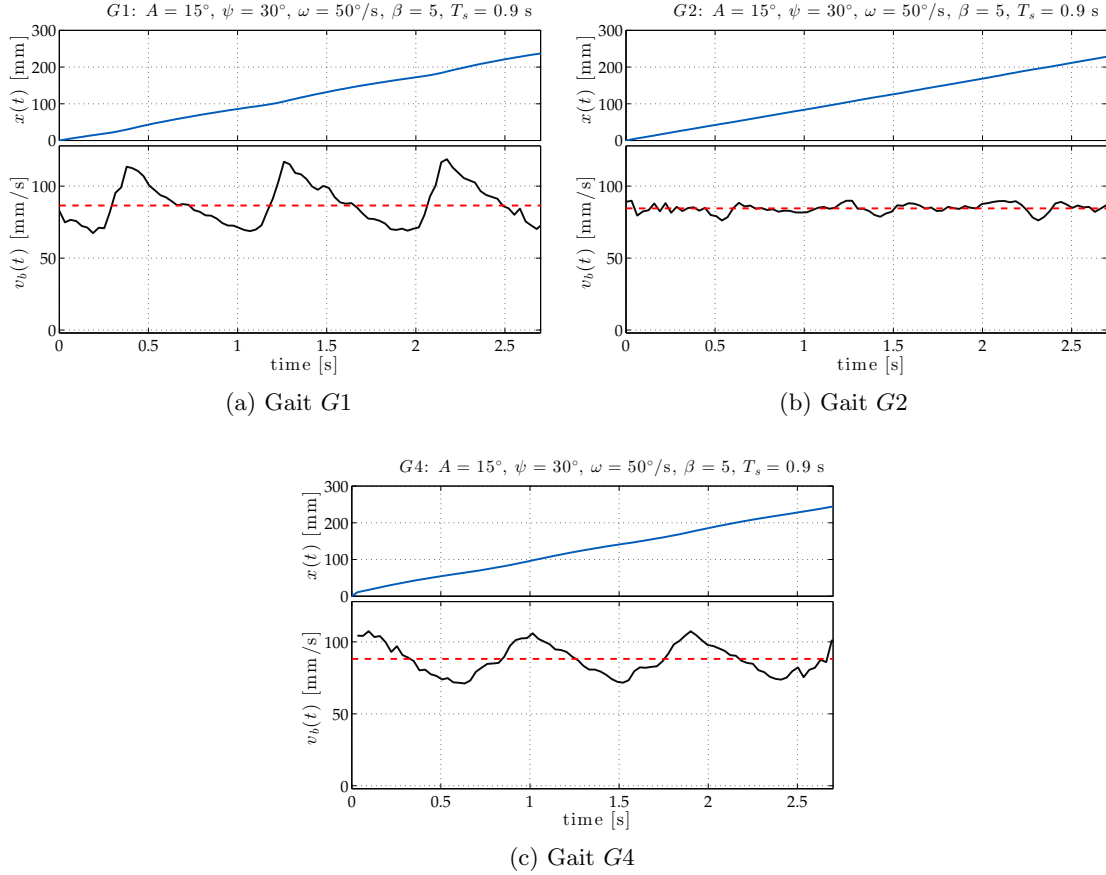 G1: A = 15°, ψ = 30°, ω = 50°/s, β = 5, T_s = 0.9 s
300
200
100
0
x(t) [mm]
100
50
0
v_b(t) [mm/s]
0 0.5 1 1.5 2 2.5
time [s]
(a) Gait G1
G2: A = 15°, ψ = 30°, ω = 50°/s, β = 5, T_s = 0.9 s
300
200
100
0
x(t) [mm]
100
50
0
v_b(t) [mm/s]
0 0.5 1 1.5 2 2.5
time [s]
(b) Gait G2
G4: A = 15°, ψ = 30°, ω = 50°/s, β = 5, T_s = 0.9 s
300
200
100
0
x(t) [mm]
100
50
0
v_b(t) [mm/s]
0 0.5 1 1.5 2 2.5
time [s]
(c) Gait G4